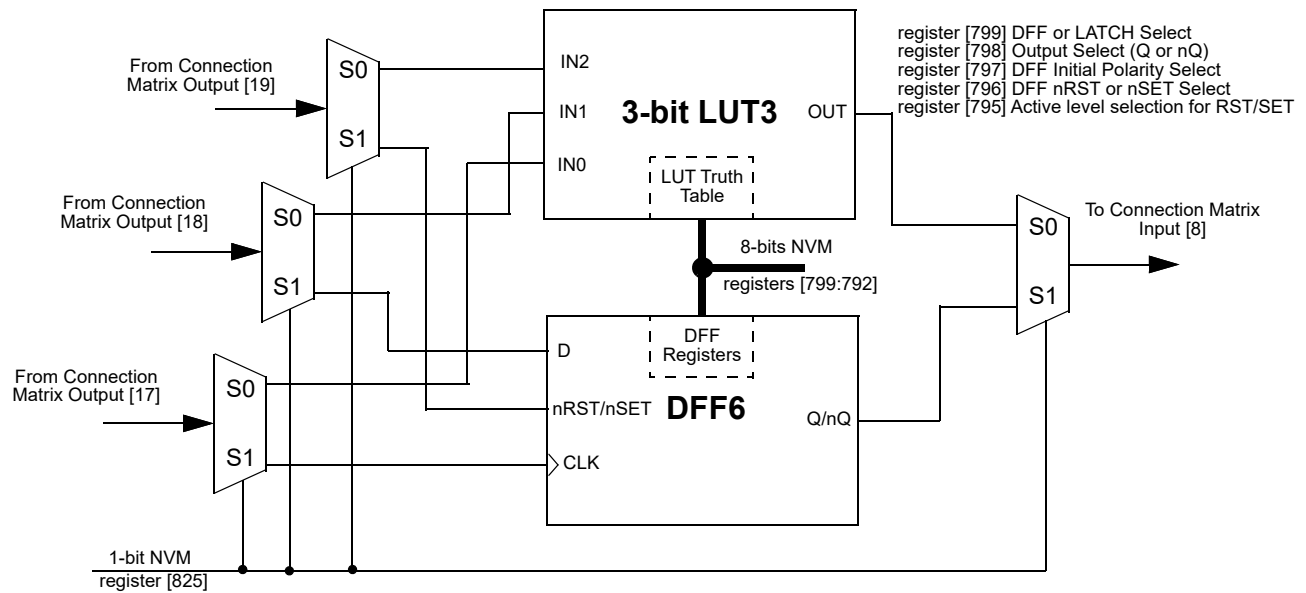 register [799] DFF or LATCH Select
register [798] Output Select (Q or nQ)
register [797] DFF Initial Polarity Select
register [796] DFF nRST or nSET Select
register [795] Active level selection for RST/SET
From Connection
Matrix Output [19]
S0
S1
IN2
IN1
IN0
3-bit LUT3
OUT
LUT Truth
Table
From Connection
Matrix Output [18]
S0
S1
8-bits NVM
registers [799:792]
To Connection Matrix
Input [8]
S0
S1
From Connection
Matrix Output [17]
S0
S1
D
nRST/nSET
CLK
DFF
Registers
DFF6
Q/nQ
1-bit NVM
register [825]